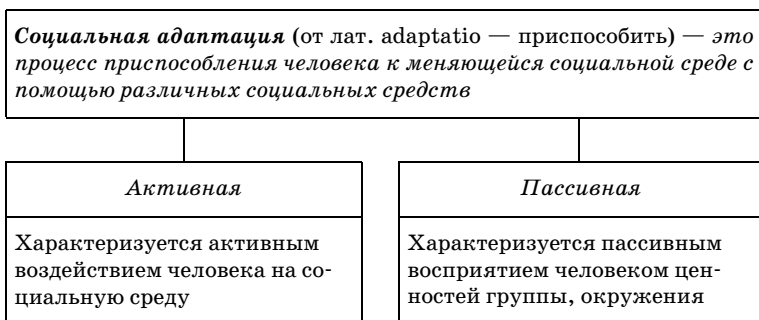 Социальная адаптация (от лат. adaptatio — приспособить) — это
процесс приспособления человека к меняющейся социальной среде с
помощью различных социальных средств
Активная
Характеризуется активным
воздействием человека на со-
циальную среду
Пассивная
Характеризуется пассивным
восприятием человеком цен-
ностей группы, окружения